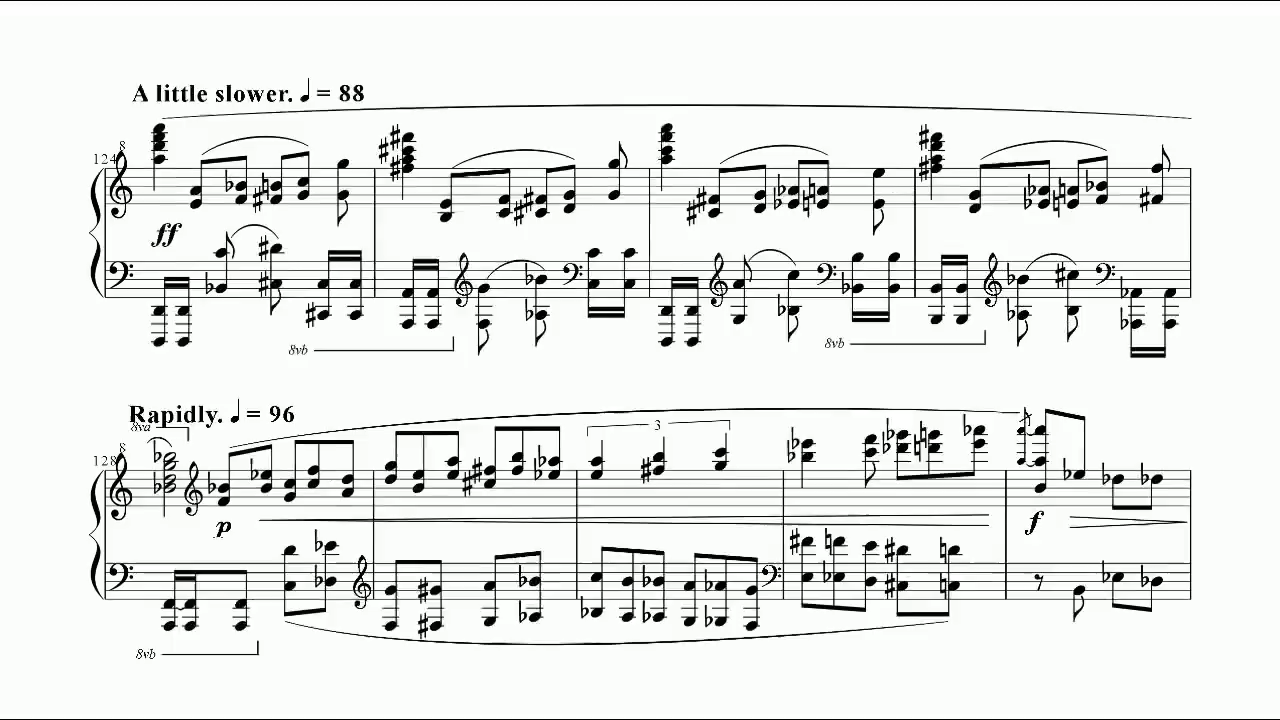 A little slower. ♩ = 88
124
8
ff
8vb
8vb
Rapidly. ♩ = 96
8va
128
8
3
p
f
8vb